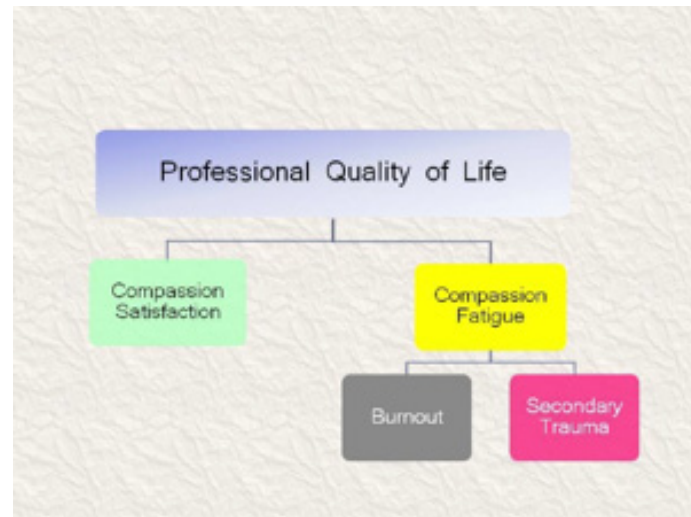 Professional Quality of Life
Compassion
Satisfaction
Compassion
Fatigue
Burnout
Secondary
Trauma